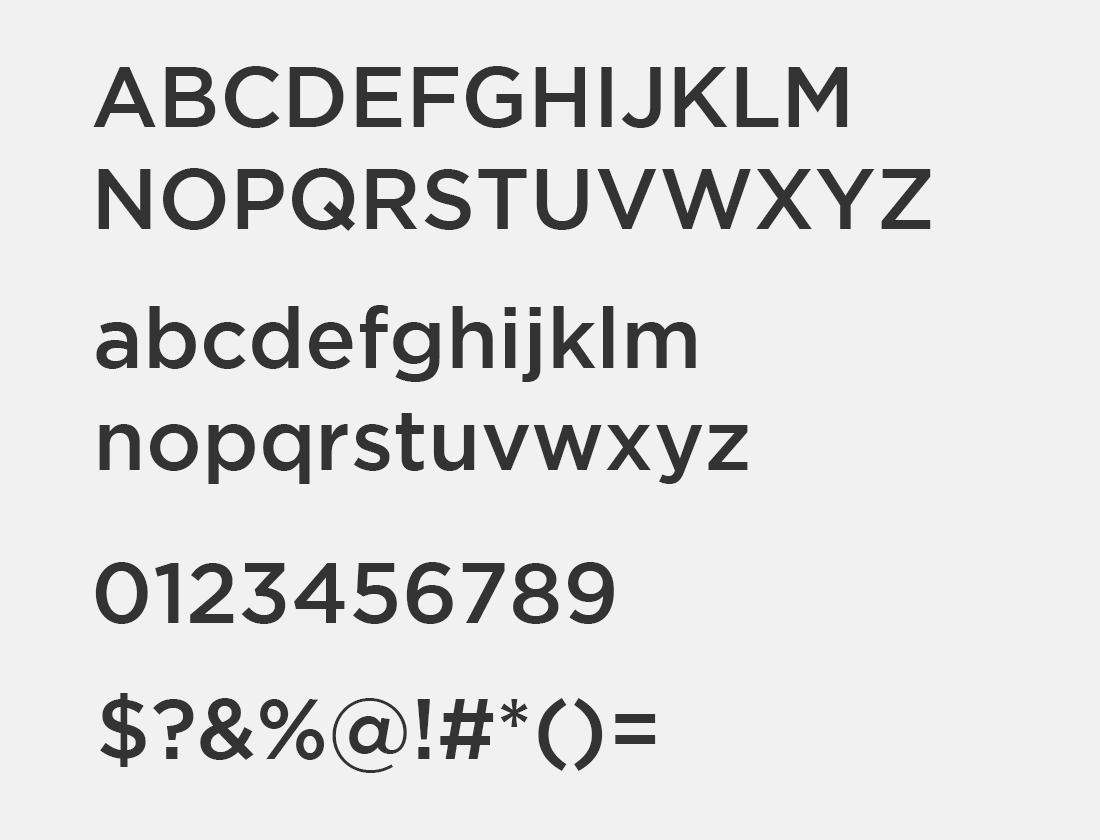 ABCDEFGHIJKLM
NOPQRSTUVWXYZ
abcdefghijklm
nopqrstuvwxyz
0123456789
$?&%@!#*()=